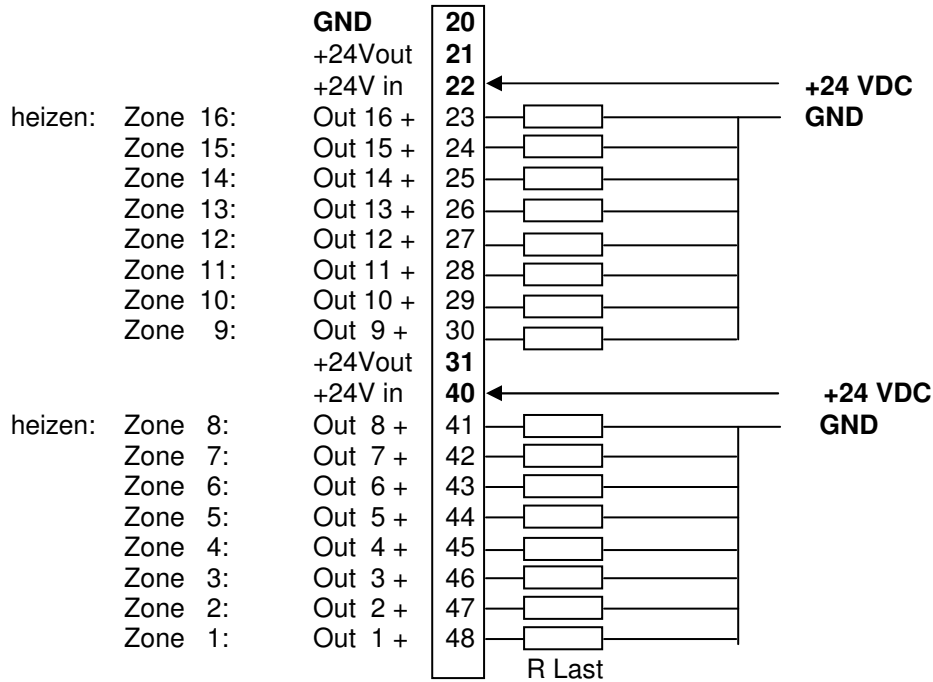 GND 20
+24Vout 21
+24V in 22 +24 VDC
heizen: Zone 16: Out 16 + 23 GND
Zone 15: Out 15 + 24
Zone 14: Out 14 + 25
Zone 13: Out 13 + 26
Zone 12: Out 12 + 27
Zone 11: Out 11 + 28
Zone 10: Out 10 + 29
Zone 9: Out 9 + 30
+24Vout 31
+24V in 40 +24 VDC
heizen: Zone 8: Out 8 + 41 GND
Zone 7: Out 7 + 42
Zone 6: Out 6 + 43
Zone 5: Out 5 + 44
Zone 4: Out 4 + 45
Zone 3: Out 3 + 46
Zone 2: Out 2 + 47
Zone 1: Out 1 + 48
R Last